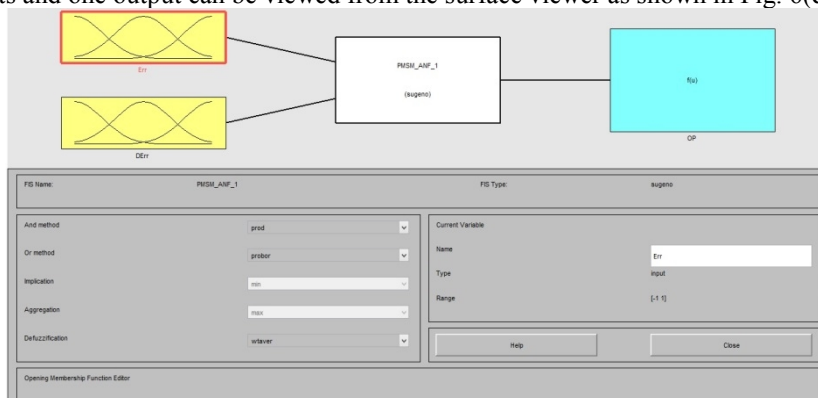 ts and one output can be viewed from the surface viewer as shown in Fig. 6(
Err
DErr
PMSM_ANF_1
(sugeno)
f(u)
OP
FIS Name: PMSM_ANF_1 FIS Type: sugeno
And method prod
Or method probor
Implication min
Aggregation max
Defuzzification wtaver
Current Variable
Name Err
Type input
Range [-1 1]
Help Close
Opening Membership Function Editor